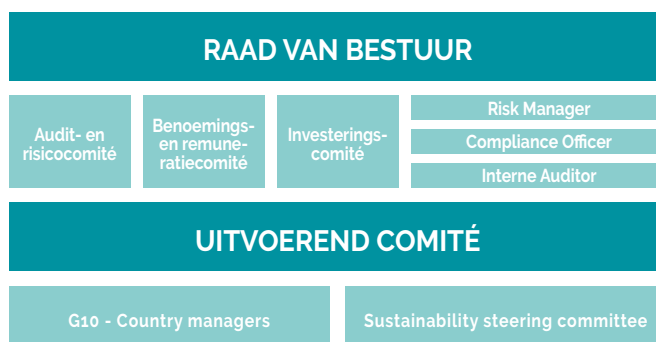 RAAD VAN BESTUUR
Audit- en
risicocomité
Benoemings-
en remune-
ratiecomité
Investerings-
comité
Risk Manager
Compliance Officer
Interne Auditor
UITVOEREND COMITÉ
G10 - Country managers
Sustainability steering committee